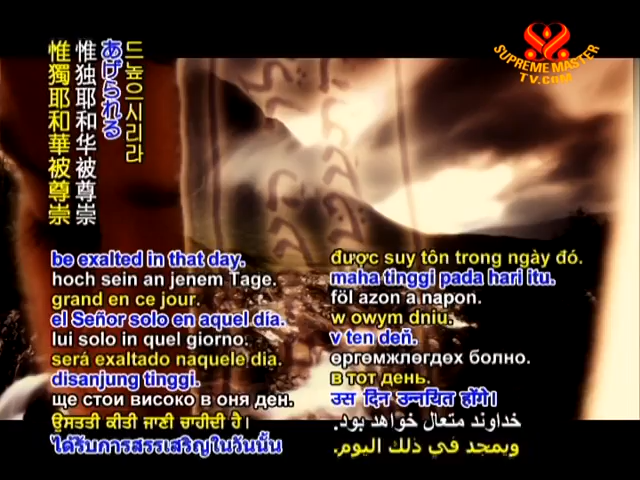 SUPREME MASTER
TV.COM
드높으시리라
あげられる
惟独耶和华被尊崇
惟獨耶和華被尊崇
be exalted in that day.
hoch sein an jenem Tage.
grand en ce jour.
el Señor solo en aquel día.
lui solo in quel giorno.
será exaltado naquele dia.
disanjung tinggi.
ще стои високо в оня ден.
ਉਸਤਤੀ ਕੀਤੀ ਜਾਣੀ ਚਾਹੀਦੀ ਹੈ।
ได้รับการสรรเสริญในวันนั้น
được suy tôn trong ngày đó.
maha tinggi pada hari itu.
föl azon a napon.
w owym dniu.
v ten deň.
өргөмжлөгдөх болно.
в тот день.
उस दिन उन्नयित होंगे।
خداوند متعال خواهد بود.
ويمجد في ذلك اليوم.